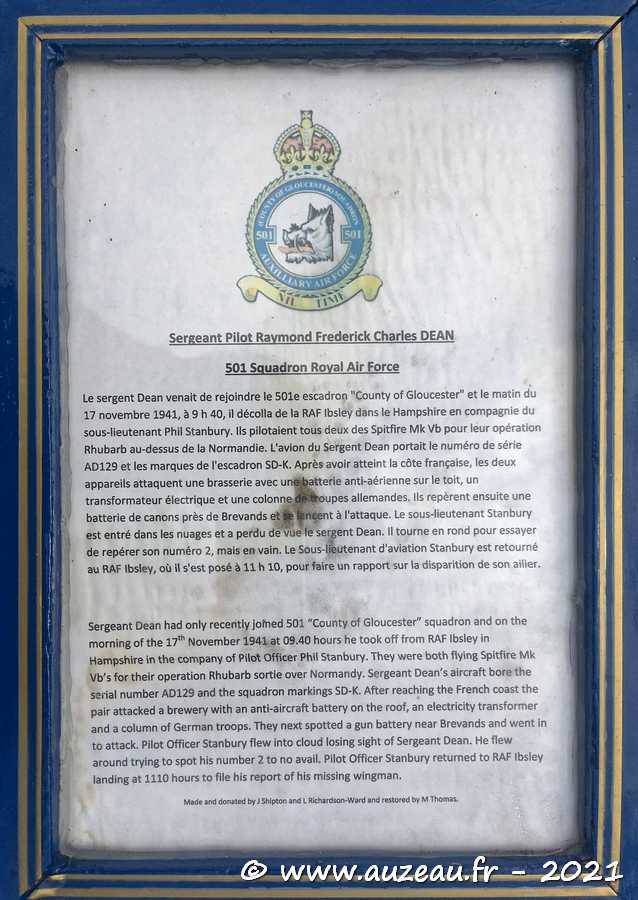 (COUNTY OF GLOUCESTER) SQUADRON
501 501
AUXILIARY AIR FORCE
NIL TIME
Sergeant Pilot Raymond Frederick Charles DEAN
501 Squadron Royal Air Force
Le sergent Dean venait de rejoindre le 501e escadron "County of Gloucester" et le matin du
17 novembre 1941, à 9 h 40, il décolla de la RAF Ibsley dans le Hampshire en compagnie du
sous-lieutenant Phil Stanbury. Ils pilotaient tous deux des Spitfire Mk Vb pour leur opération
Rhubarb au-dessus de la Normandie. L'avion du Sergent Dean portait le numéro de série
AD129 et les marques de l'escadron SD-K. Après avoir atteint la côte française, les deux
appareils attaquent une brasserie avec une batterie anti-aérienne sur le toit, un
transformateur électrique et une colonne de troupes allemandes. Ils repèrent ensuite une
batterie de canons près de Brevands et se lancent à l'attaque. Le sous-lieutenant Stanbury
est entré dans les nuages et a perdu de vue le sergent Dean. Il tourne en rond pour essayer
de repérer son numéro 2, mais en vain. Le Sous-lieutenant d'aviation Stanbury est retourné
au RAF Ibsley, où il s'est posé à 11 h 10, pour faire un rapport sur la disparition de son ailier.
Sergeant Dean had only recently joined 501 "County of Gloucester" squadron and on the
morning of the 17th November 1941 at 09.40 hours he took off from RAF Ibsley in
Hampshire in the company of Pilot Officer Phil Stanbury. They were both flying Spitfire Mk
Vb's for their operation Rhubarb sortie over Normandy. Sergeant Dean's aircraft bore the
serial number AD129 and the squadron markings SD-K. After reaching the French coast the
pair attacked a brewery with an anti-aircraft battery on the roof, an electricity transformer
and a column of German troops. They next spotted a gun battery near Brevands and went in
to attack. Pilot Officer Stanbury flew into cloud losing sight of Sergeant Dean. He flew
around trying to spot his number 2 to no avail. Pilot Officer Stanbury returned to RAF Ibsley
landing at 1110 hours to file his report of his missing wingman.
Made and donated by J Shipton and L Richardson-Ward and restored by M Thomas.
© www.auzeau.fr - 2021